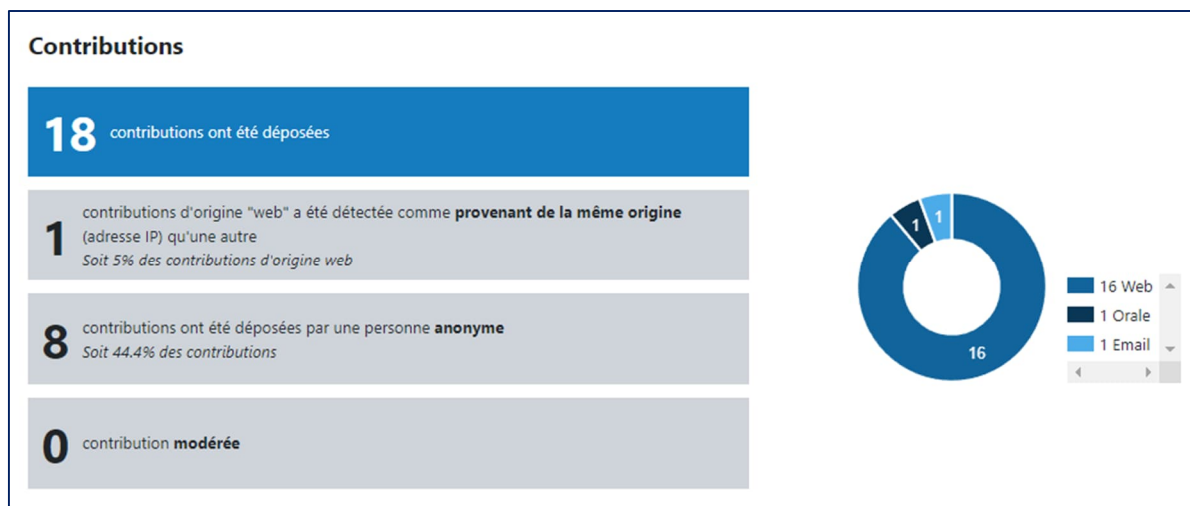 Contributions
18 contributions ont été déposées
1 contributions d'origine "web" a été détectée comme provenant de la même origine
(adresse IP) qu'une autre
Soit 5% des contributions d'origine web
8 contributions ont été déposées par une personne anonyme
Soit 44.4% des contributions
0 contribution modérée
1 1
16
16 Web
1 Orale
1 Email